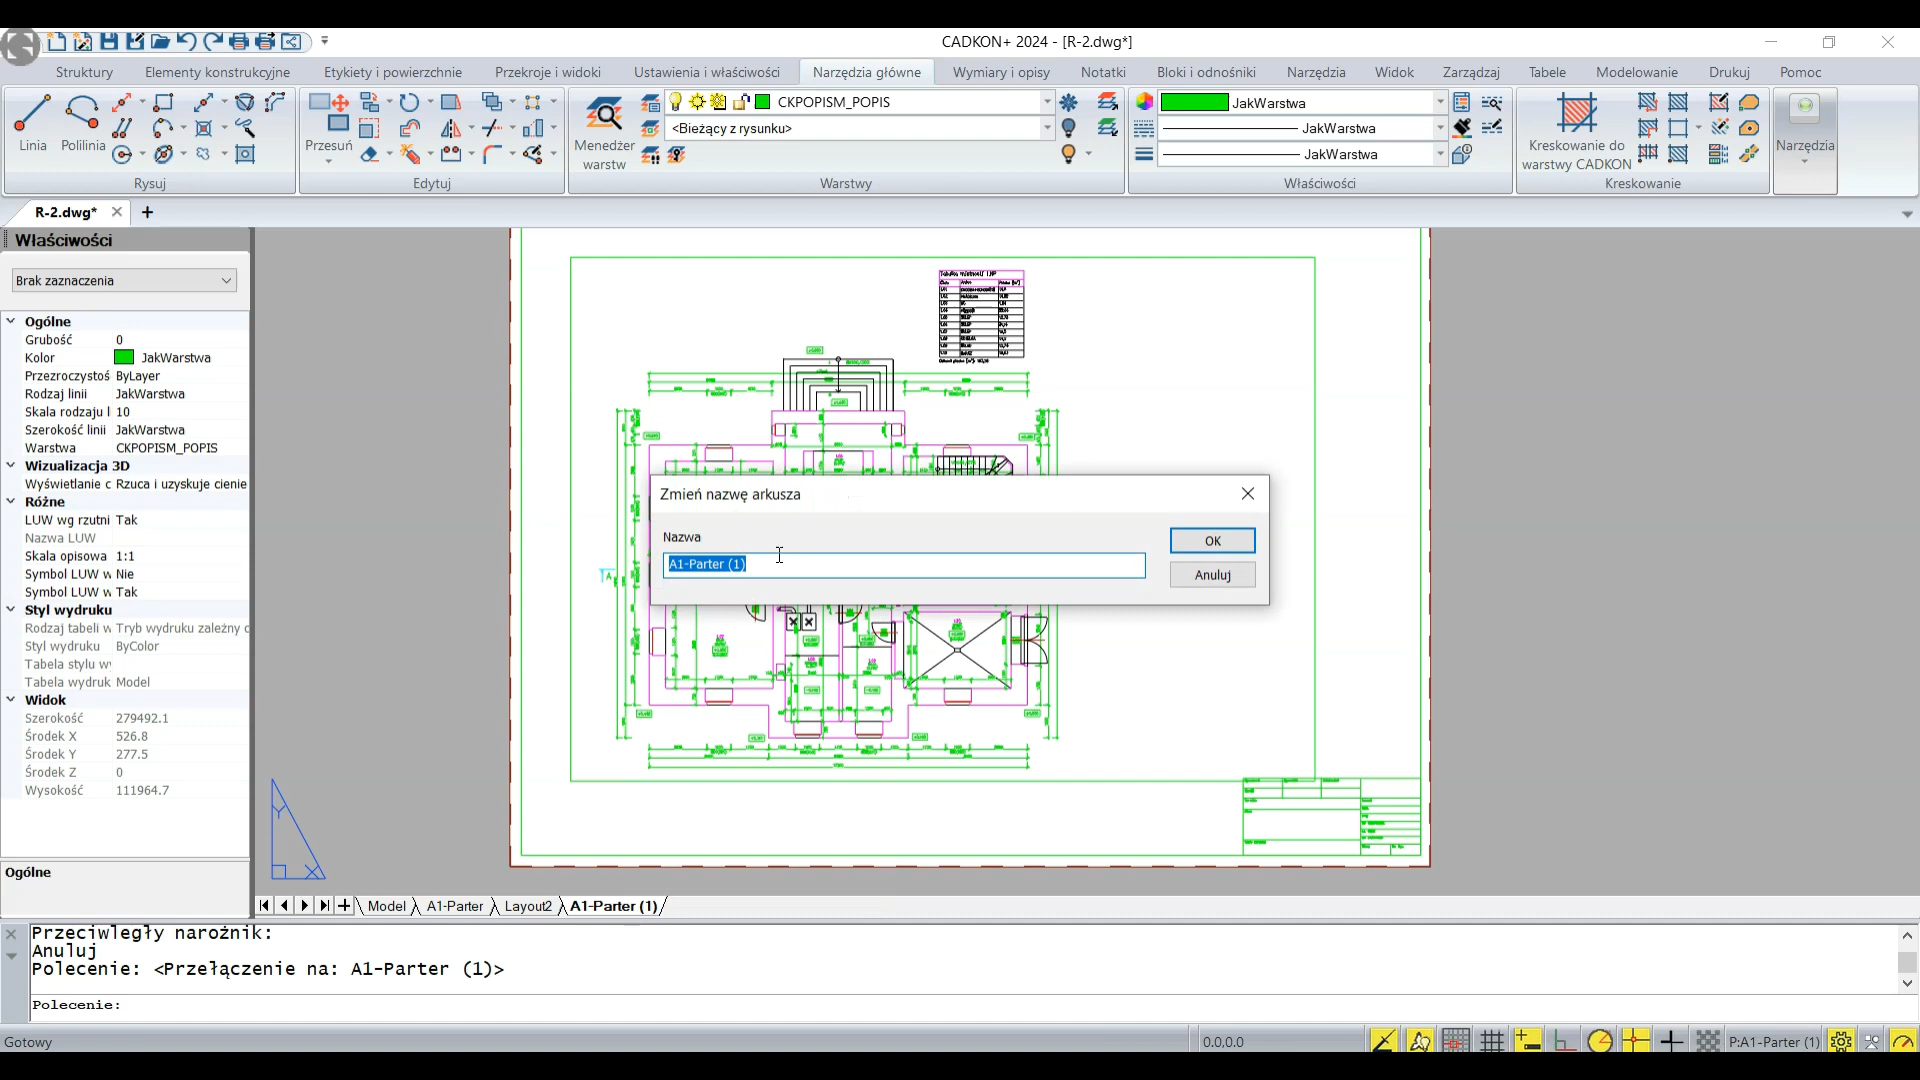 CADKON+ 2024 - [R-2.dwg*]
Struktury
Elementy konstrukcyjne
Etykiety i powierzchnie
Przekroje i widoki
Ustawienia i właściwości
Narzędzia główne
Wymiary i opisy
Notatki
Bloki i odnośniki
Narzędzia
Widok
Zarządzaj
Tabele
Modelowanie
Drukuj
Pomoc
Linia
Polilinia
Rysuj
Przesuń
Edytuj
Menedżer
warstw
CKPOPISM_POPIS
<Bieżący z rysunku>
Warstwy
JakWarstwa
JakWarstwa
JakWarstwa
Właściwości
Kreskowanie do
warstwy CADKON
Kreskowanie
Narzędzia
R-2.dwg*
Właściwości
Brak zaznaczenia
Ogólne
Grubość 0
Kolor JakWarstwa
Przezroczystoś ByLayer
Rodzaj linii JakWarstwa
Skala rodzaju l 10
Szerokość linii JakWarstwa
Warstwa CKPOPISM_POPIS
Wizualizacja 3D
Wyświetlanie c Rzuca i uzyskuje cienie
Różne
LUW wg rzutni Tak
Nazwa LUW
Skala opisowa 1:1
Symbol LUW w Nie
Symbol LUW w Tak
Styl wydruku
Rodzaj tabeli w Tryb wydruku zależny o
Styl wydruku ByColor
Tabela stylu w
Tabela wydruk Model
Widok
Szerokość 279492.1
Środek X 526.8
Środek Y 277.5
Środek Z 0
Wysokość 111964.7
Ogólne
Zmień nazwę arkusza
Nazwa
A1-Parter (1)
OK
Anuluj
A
Y
X
Model
A1-Parter
Layout2
A1-Parter (1)
Przeciwległy narożnik:
Anuluj
Polecenie: <Przełączenie na: A1-Parter (1)>
Polecenie:
Gotowy
0.0,0.0
P:A1-Parter (1)